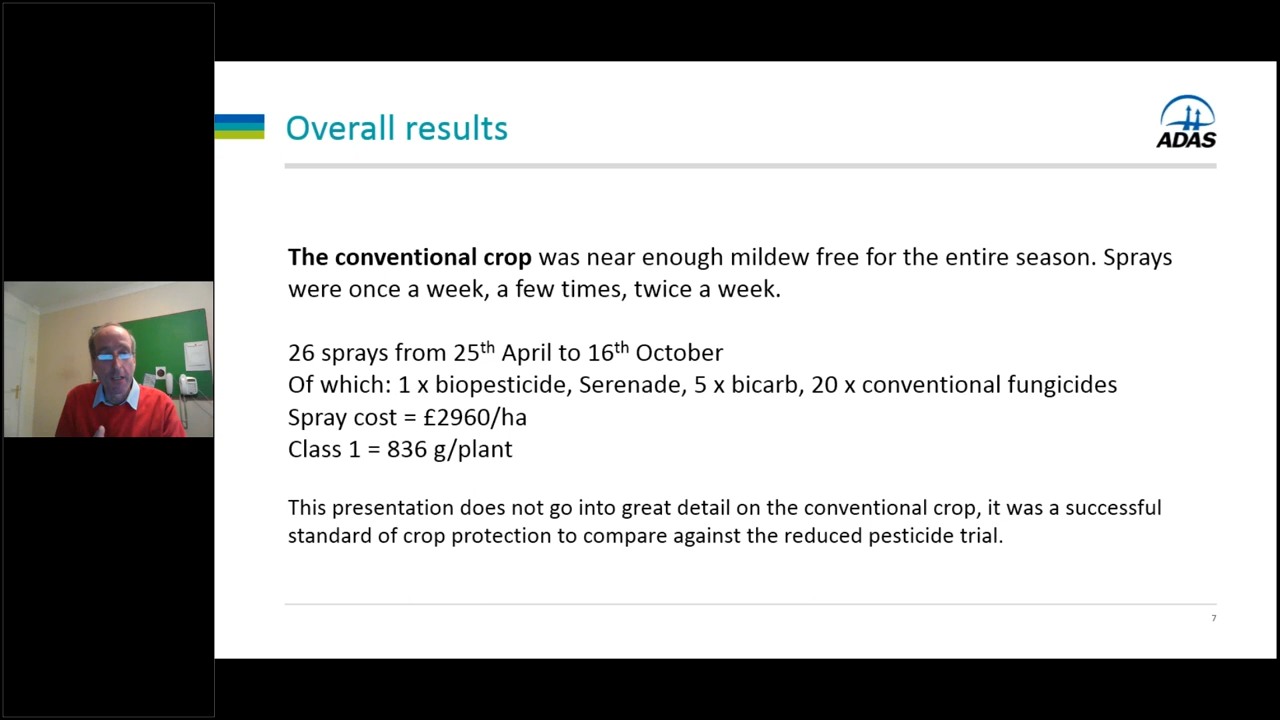 Overall results
ADAS
The conventional crop was near enough mildew free for the entire season. Sprays
were once a week, a few times, twice a week.
26 sprays from 25th April to 16th October
Of which: 1 x biopesticide, Serenade, 5 x bicarb, 20 x conventional fungicides
Spray cost = £2960/ha
Class 1 = 836 g/plant
This presentation does not go into great detail on the conventional crop, it was a successful
standard of crop protection to compare against the reduced pesticide trial.
7